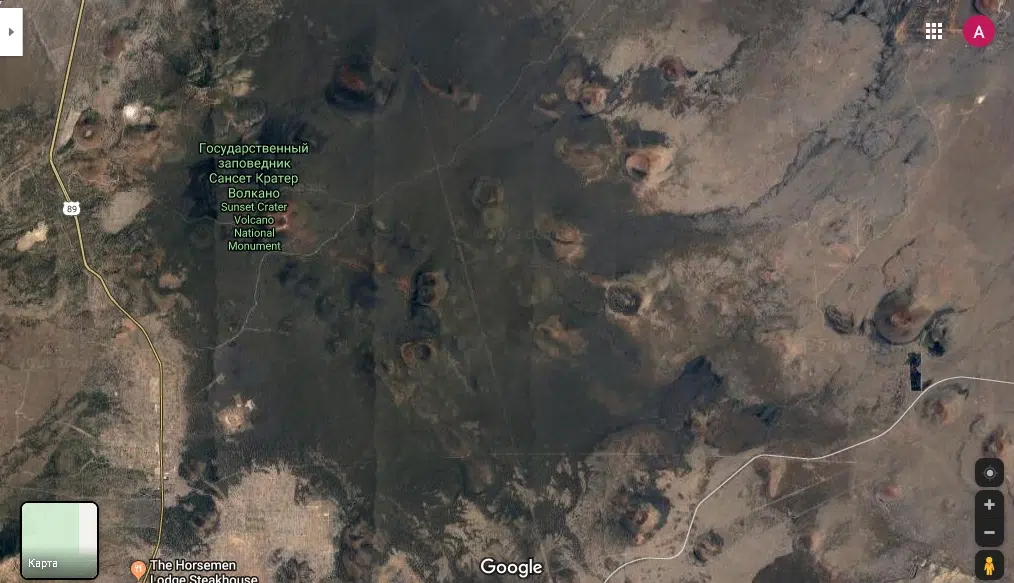 A
Государственный
заповедник
Сансет Кратер
Волкано
Sunset Crater
Volcano
National
Monument
89
Карта
The Horsemen
Lodge Steakhouse
Google